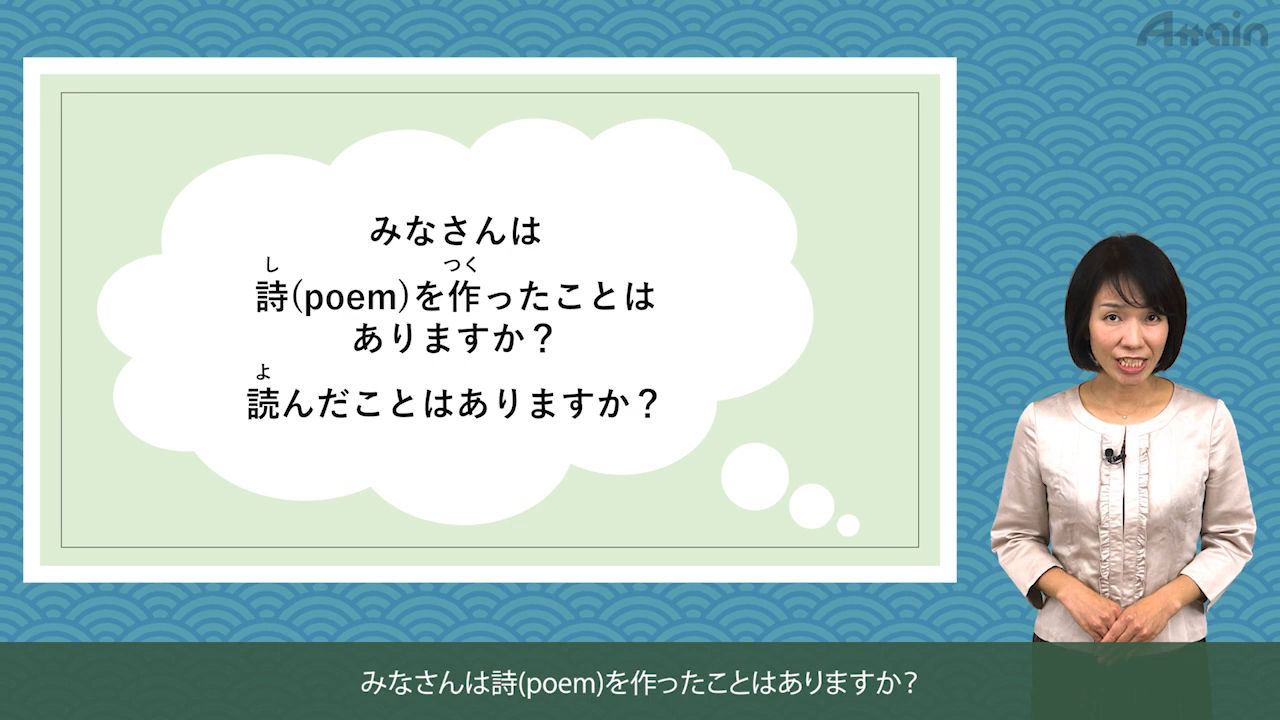 Attain
みなさんは
し つく
詩(poem)を作ったことは
ありますか？
よ
読んだことはありますか？
みなさんは詩(poem)を作ったことはありますか？